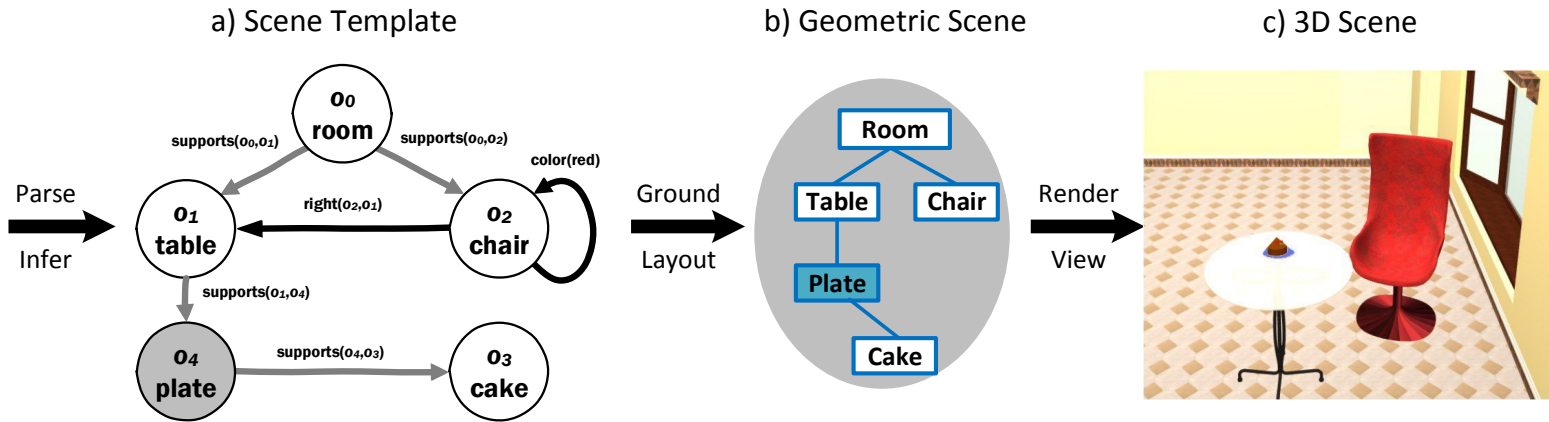 a) Scene Template
b) Geometric Scene
c) 3D Scene
Parse
Infer
o0
room
supports(o0,o1)
supports(o0,o2)
color(red)
o1
table
right(o2,o1)
o2
chair
supports(o1,o4)
o4
plate
supports(o4,o3)
o3
cake
Ground
Layout
Room
Table
Chair
Plate
Cake
Render
View